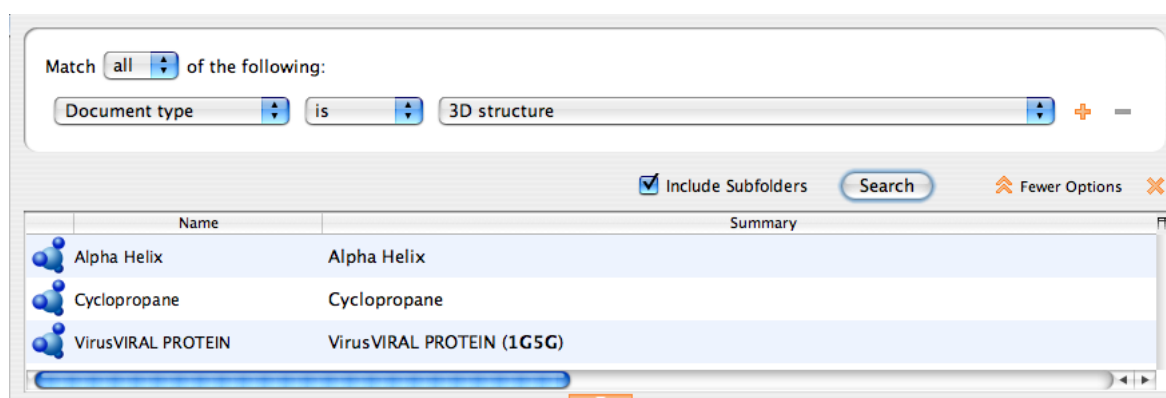 Match all of the following:
Document type is 3D structure
Include Subfolders Search Fewer Options
Name Summary
Alpha Helix Alpha Helix
Cyclopropane Cyclopropane
VirusVIRAL PROTEIN VirusVIRAL PROTEIN (1G5G)